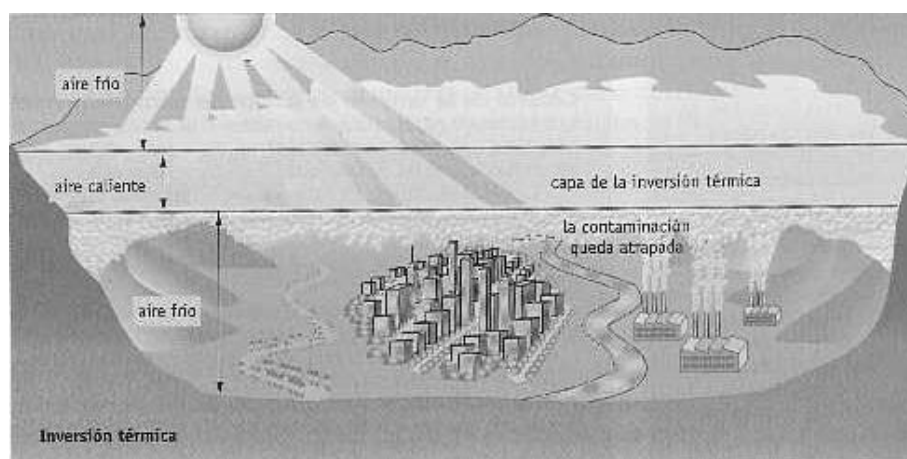 aire frío
aire caliente
capa de la inversión térmica
la contaminación
queda atrapada
aire frío
Inversión térmica